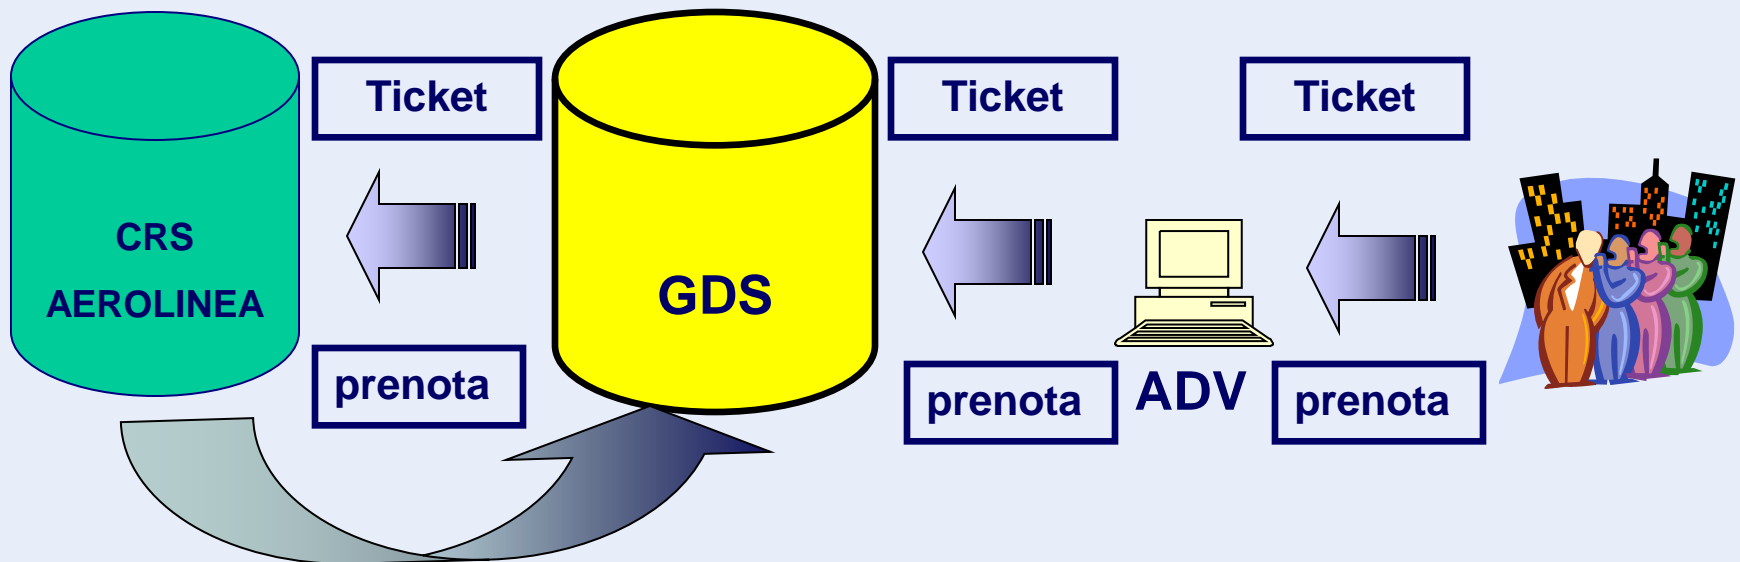 Ticket
Ticket
Ticket
CRS
AEROLINEA
GDS
prenota
prenota
ADV
prenota